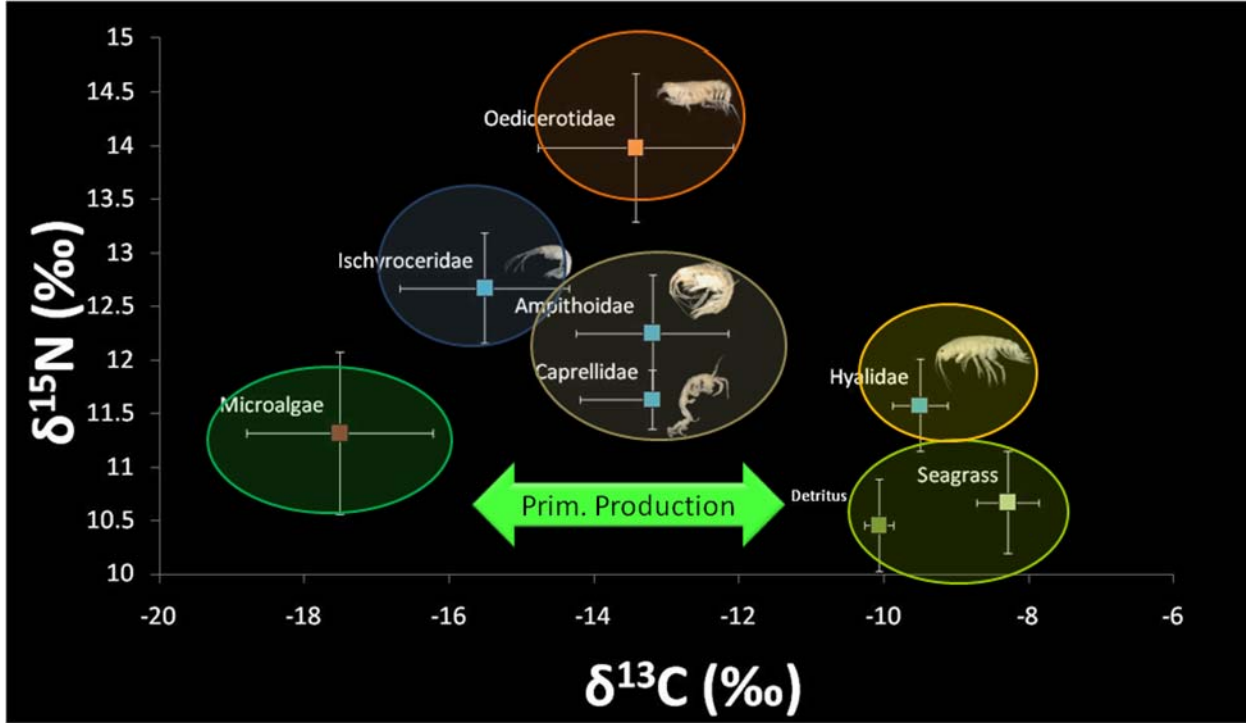 δ15N (‰)
15
14.5
14
13.5
13
12.5
12
11.5
11
10.5
10
Oedicerotidae
Ischyroceridae
Ampithoidae
Caprellidae
Hyalidae
Microalgae
Seagrass
Detritus
Prim. Production
-20
-18
-16
-14
-12
-10
-8
-6
δ13C (‰)